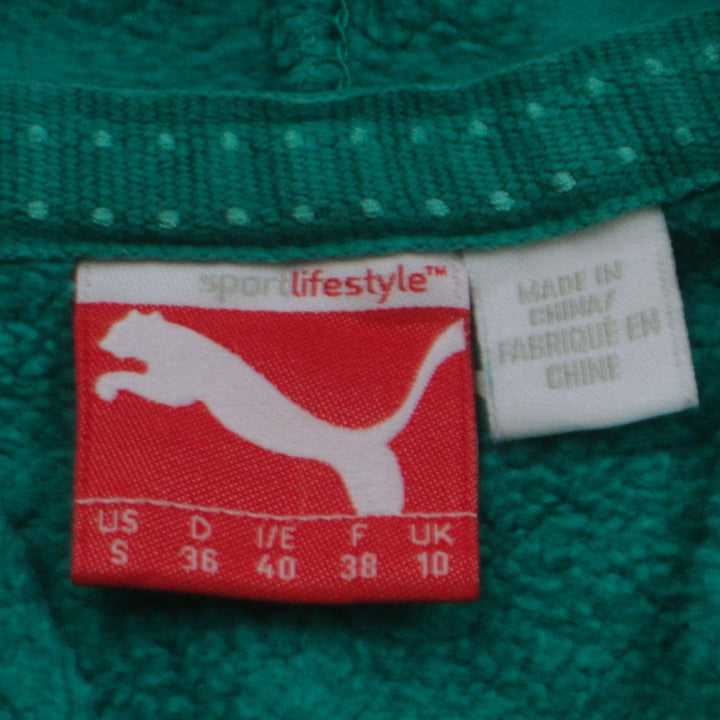 sportlifestyle™
US D I/E F UK
S 36 40 38 10
MADE IN
CHINA/
FABRIQUÉ EN
CHINE